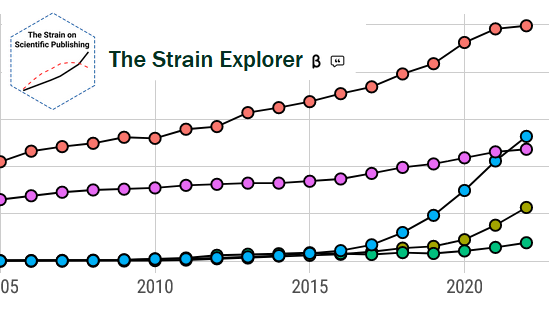 The Strain on
Scientific Publishing
The Strain Explorer β
05 2010 2015 2020